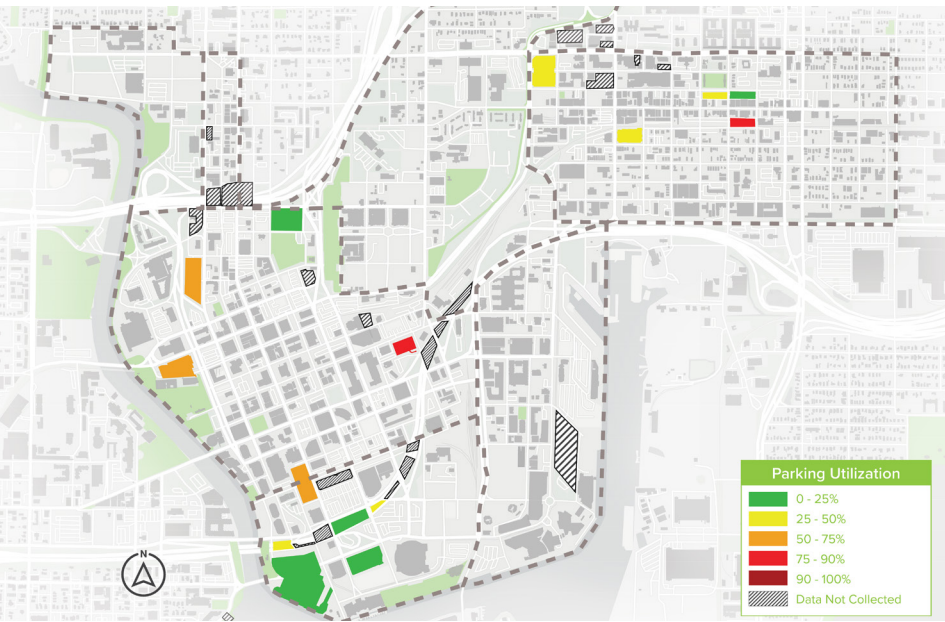 N
Parking Utilization
0 - 25%
25 - 50%
50 - 75%
75 - 90%
90 - 100%
Data Not Collected